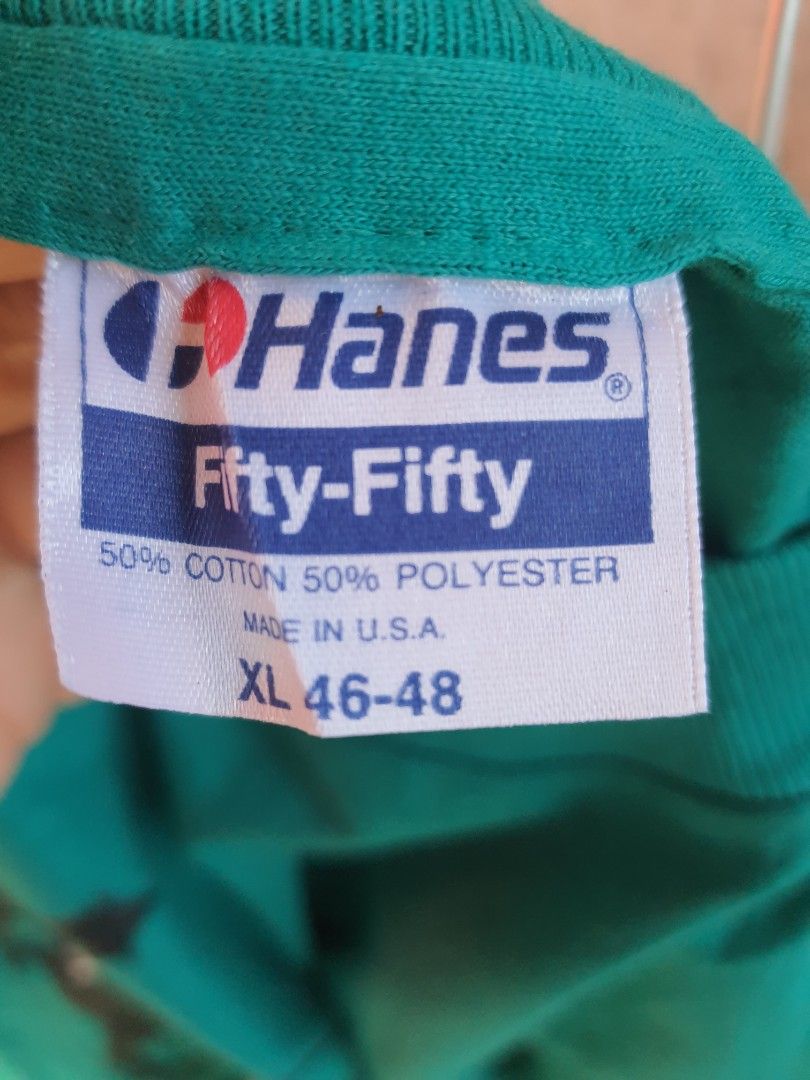 Hanes®
Fifty-Fifty
50% COTTON 50% POLYESTER
MADE IN U.S.A.
XL 46-48